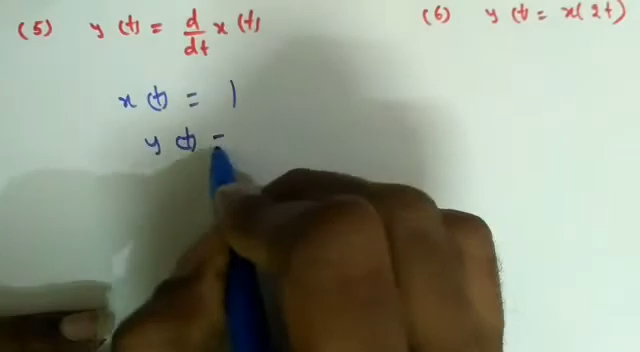 (5) y(t) = d/dt x(t)
x(t) = 1
y(t) =
(6) y(t) = x(2t)